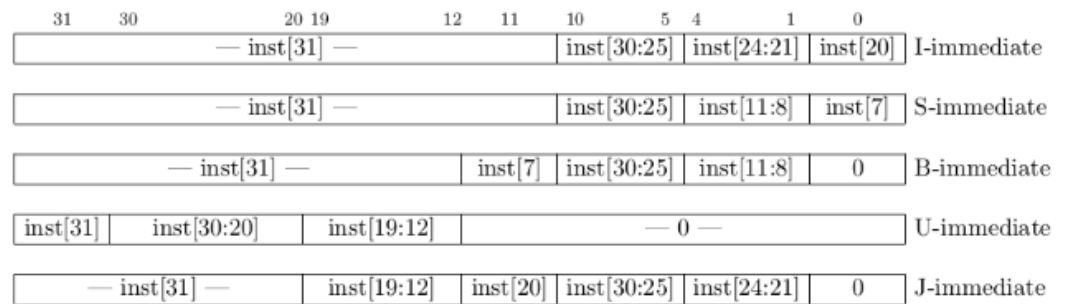 31 30 20 19 12 11 10 5 4 1 0
— inst[31] — inst[30:25] inst[24:21] inst[20] I-immediate
— inst[31] — inst[30:25] inst[11:8] inst[7] S-immediate
— inst[31] — inst[7] inst[30:25] inst[11:8] 0 B-immediate
inst[31] inst[30:20] inst[19:12] — 0 — U-immediate
— inst[31] — inst[19:12] inst[20] inst[30:25] inst[24:21] 0 J-immediate